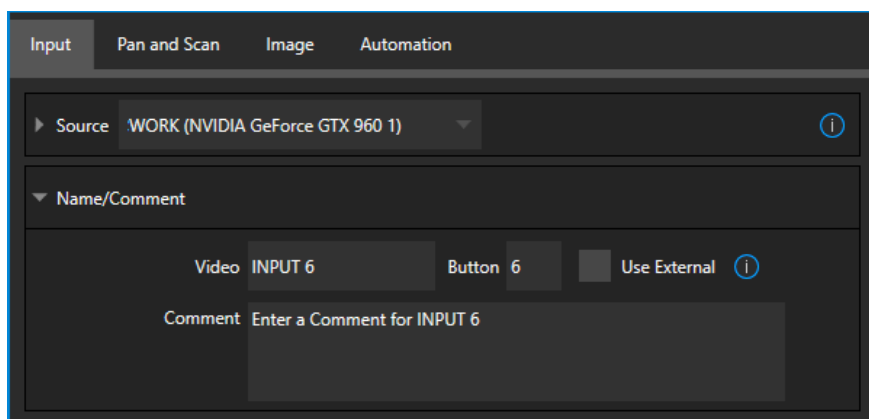 Input Pan and Scan Image Automation
Source :WORK (NVIDIA GeForce GTX 960 1)
Name/Comment
Video INPUT 6 Button 6 Use External
Comment Enter a Comment for INPUT 6